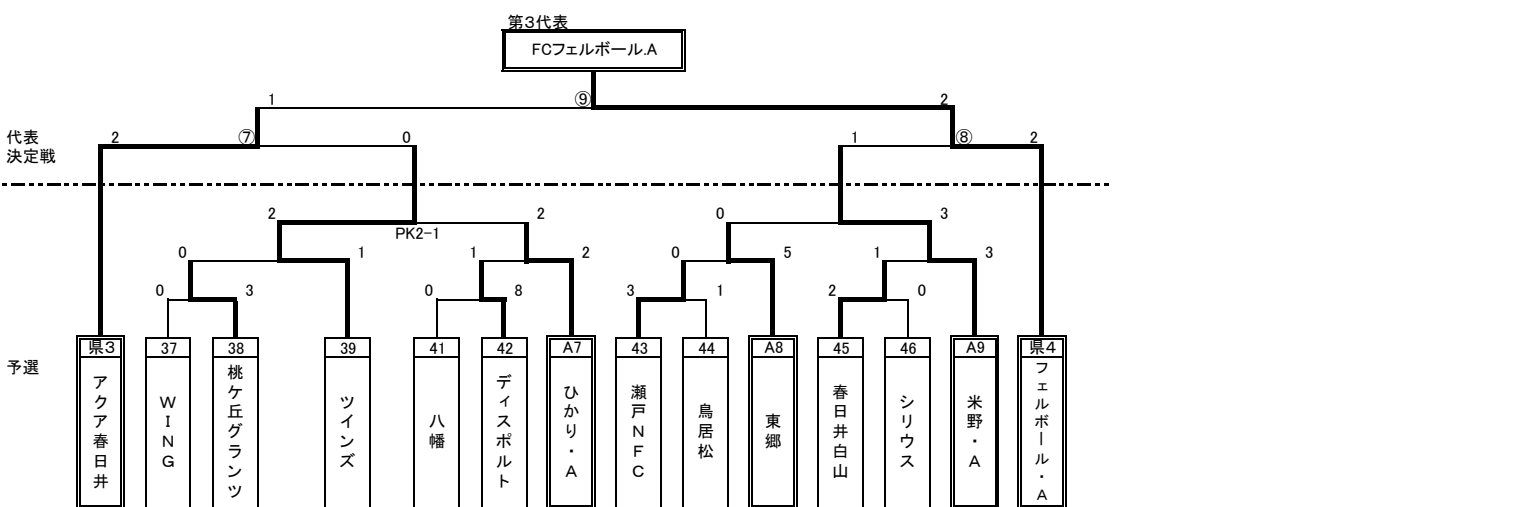 第3代表
FCフェルボール.A
1 ⑨ 2
代表
決定戦
2 ⑦ 0 1 ⑧ 2
2 2 0 3
PK2-1
0 1 1 2 0 5 1 3
0 3 0 8 3 1 2 0
予選
県3 37 38 39 41 42 A7 43 44 A8 45 46 A9 県4
アクア春日井
WING
桃ケ丘グランツ
ツインズ
八幡
ディスポルト
ひかり・A
瀬戸NFC
鳥居松
東郷
春日井白山
シリウス
米野・A
フェルボール・A